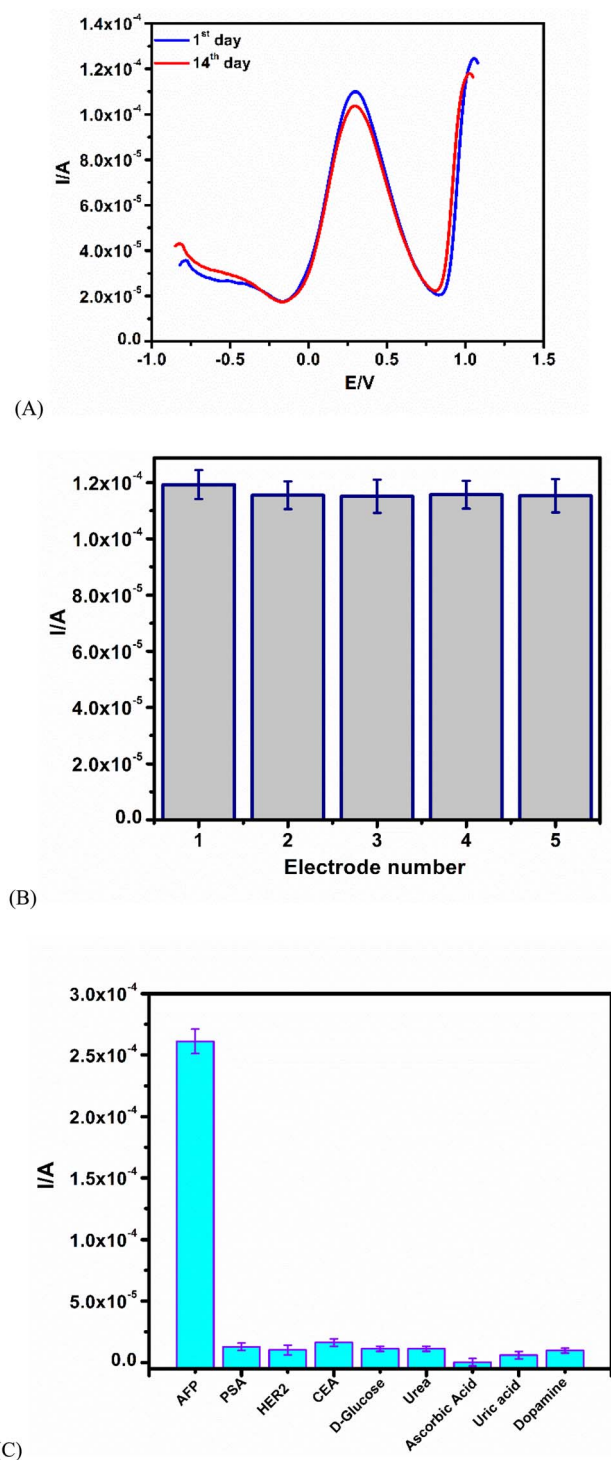 1.4x10⁻⁴
1.2x10⁻⁴
1.0x10⁻⁴
8.0x10⁻⁵
6.0x10⁻⁵
4.0x10⁻⁵
2.0x10⁻⁵
0.0
I/A
1ˢᵗ day
14ᵗʰ day
-1.0 -0.5 0.0 0.5 1.0 1.5
E/V
(A)
1.2x10⁻⁴
1.0x10⁻⁴
8.0x10⁻⁵
6.0x10⁻⁵
4.0x10⁻⁵
2.0x10⁻⁵
0.0
I/A
1 2 3 4 5
Electrode number
(B)
3.0x10⁻⁴
2.5x10⁻⁴
2.0x10⁻⁴
1.5x10⁻⁴
1.0x10⁻⁴
5.0x10⁻⁵
0.0
I/A
AFP
PSA
HER2
CEA
D-Glucose
Urea
Ascorbic Acid
Uric acid
Dopamine
(C)